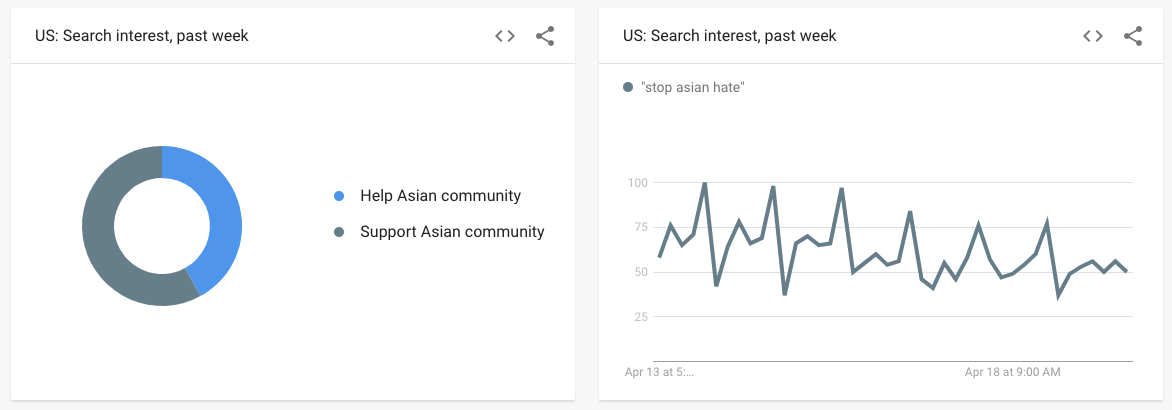 US: Search interest, past week
Help Asian community
Support Asian community
US: Search interest, past week
"stop asian hate"
100
75
50
25
Apr 13 at 5:...
Apr 18 at 9:00 AM